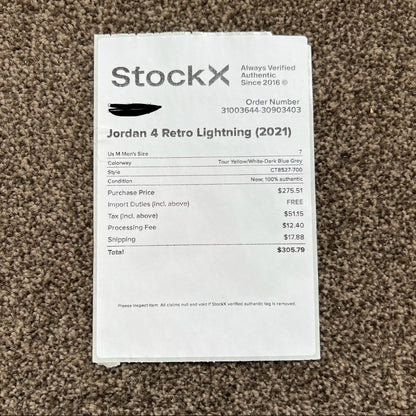 StockX
Always Verified
Authentic
Since 2016 ©
Order Number
31003644-30903403
Jordan 4 Retro Lightning (2021)
Us M Men's Size 7
Colorway Tour Yellow/White-Dark Blue Grey
Style CT8527-700
Condition New, 100% authentic
Purchase Price $275.51
Import Duties (incl. above) FREE
Tax (incl. above) $51.15
Processing Fee $12.40
Shipping $17.88
Total $305.79
Please inspect item. All claims null and void if StockX verified authentic tag is removed.